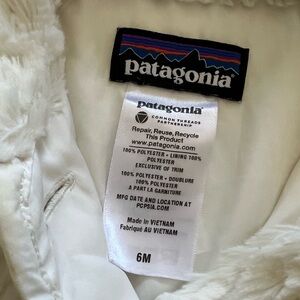 patagonia
patagonia
COMMON THREADS
PARTNERSHIP
Repair, Reuse, Recycle
This Product
www.patagonia.com
100% POLYESTER - LINING 100%
POLYESTER
EXCLUSIVE OF TRIM
100% POLYESTER - DOUBLURE
100% POLYESTER
A PART LA GARNITURE
MFG DATE AND LOCATION AT
PCPSIA.COM
Made in VIETNAM
Fabriqué AU VIETNAM
6M